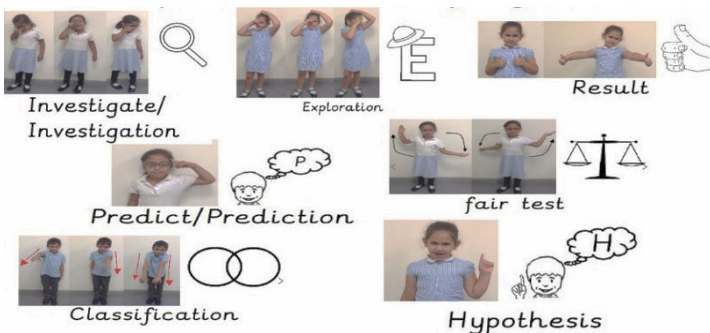 Investigate/
Investigation
E
Exploration
Result
P
Predict/Prediction
fair test
Classification
H
Hypothesis